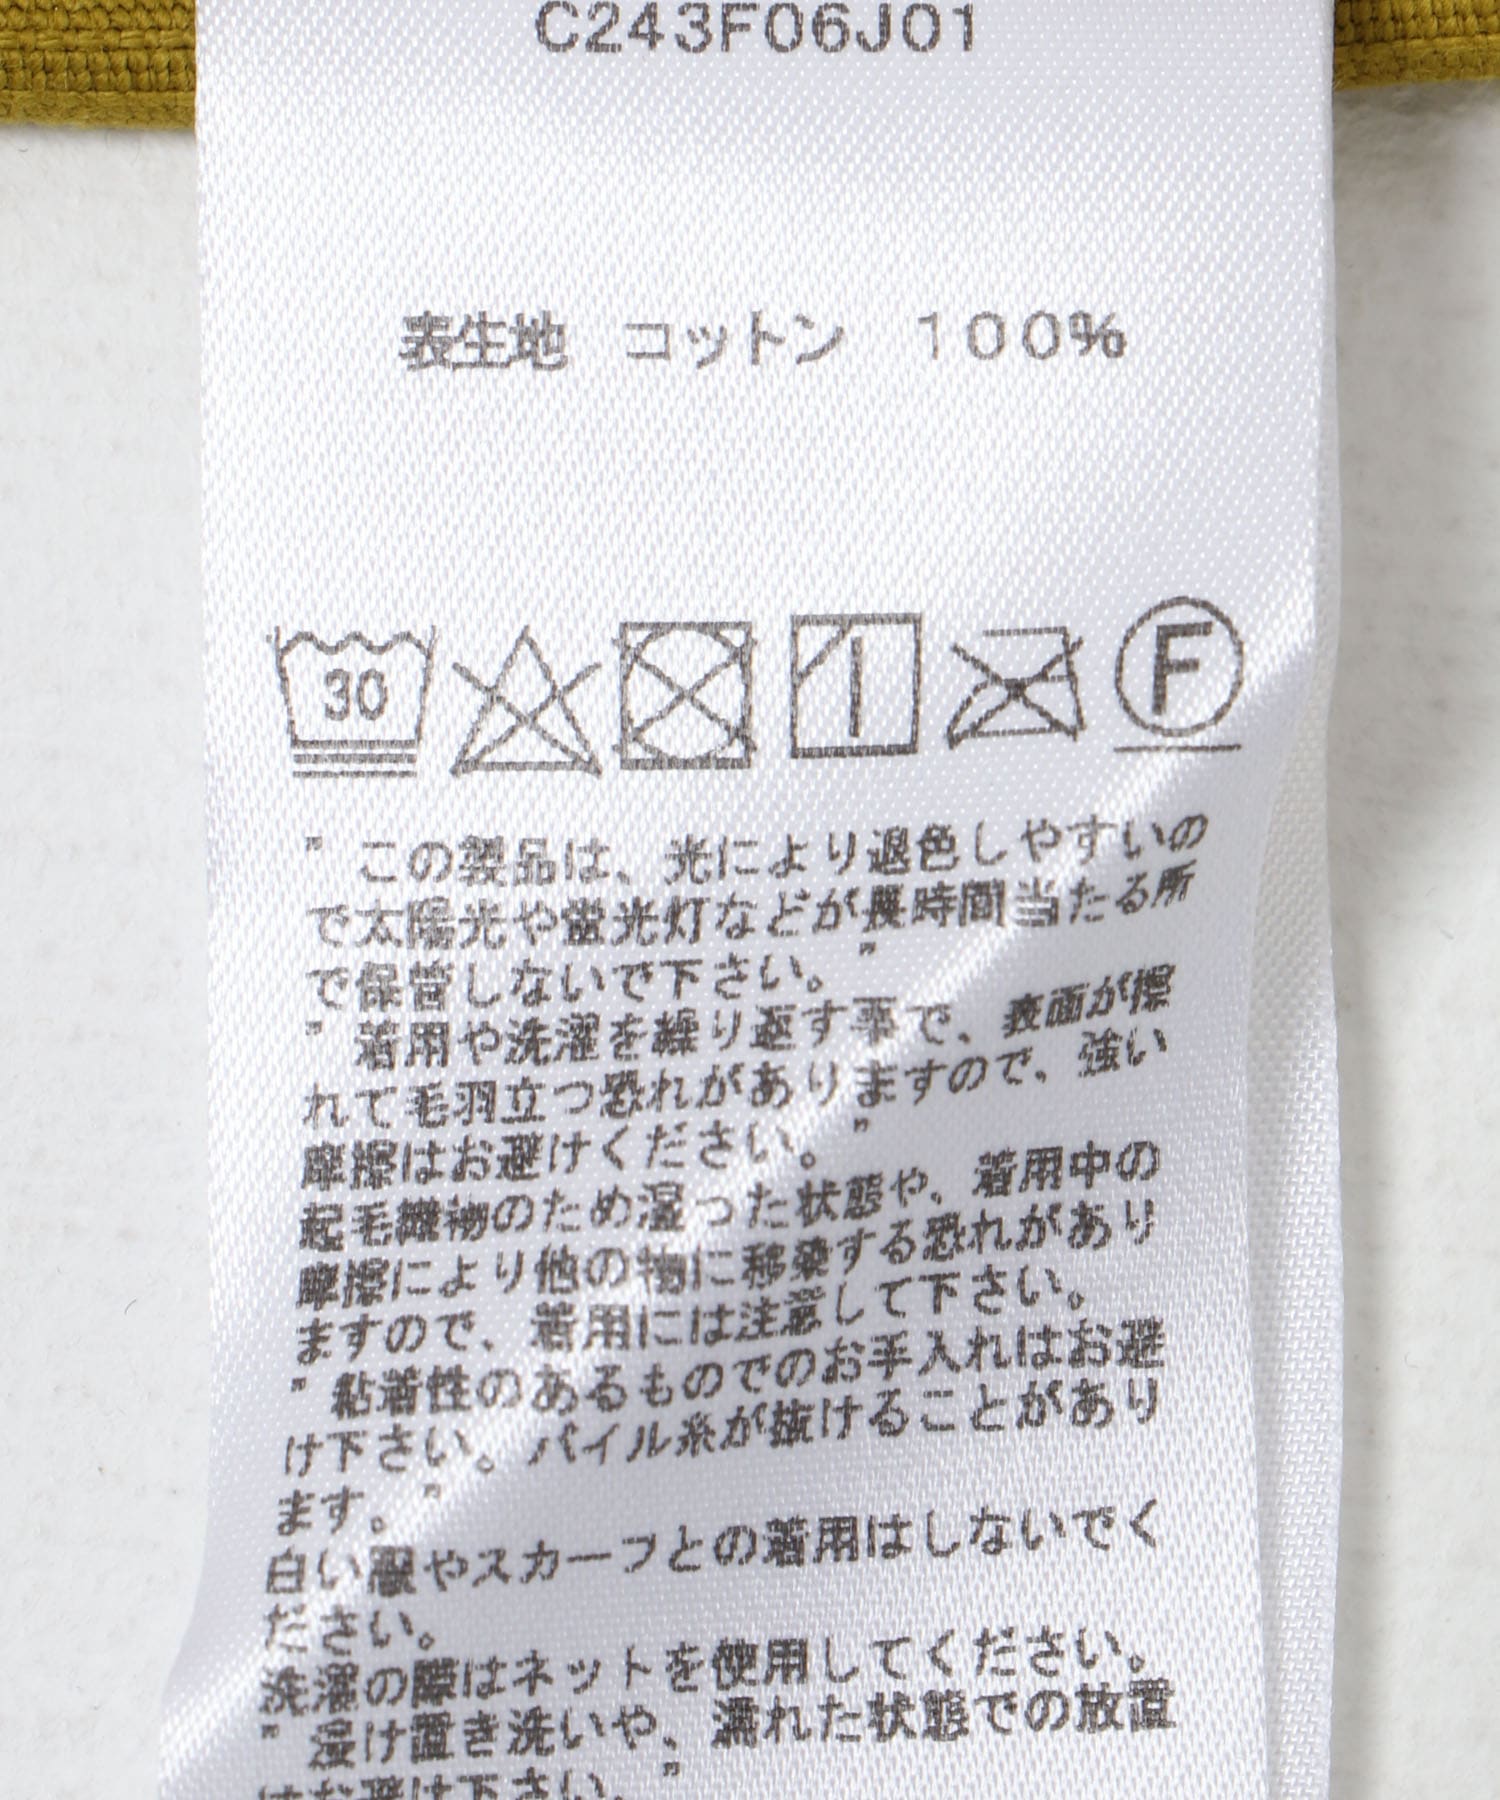 C243F06J01
表生地 コットン 100%
30
F
" この製品は、光により退色しやすいの
で太陽光や蛍光灯などが長時間当たる所
で保管しないで下さい。 "
" 着用や洗濯を繰り返す事で、表面が擦
れて毛羽立つ恐れがありますので、強い
摩擦はお避けください。 "
起毛織物のため湿った状態や、着用中の
摩擦により他の物に移染する恐れがあり
ますので、着用には注意して下さい。
" 粘着性のあるものでのお手入れはお避
け下さい。パイル糸が抜けることがあり
ます。 "
白い服やスカーフとの着用はしないでく
ださい。
洗濯の際はネットを使用してください。
" 浸け置き洗いや、濡れた状態での放置
はお避け下さい。 "